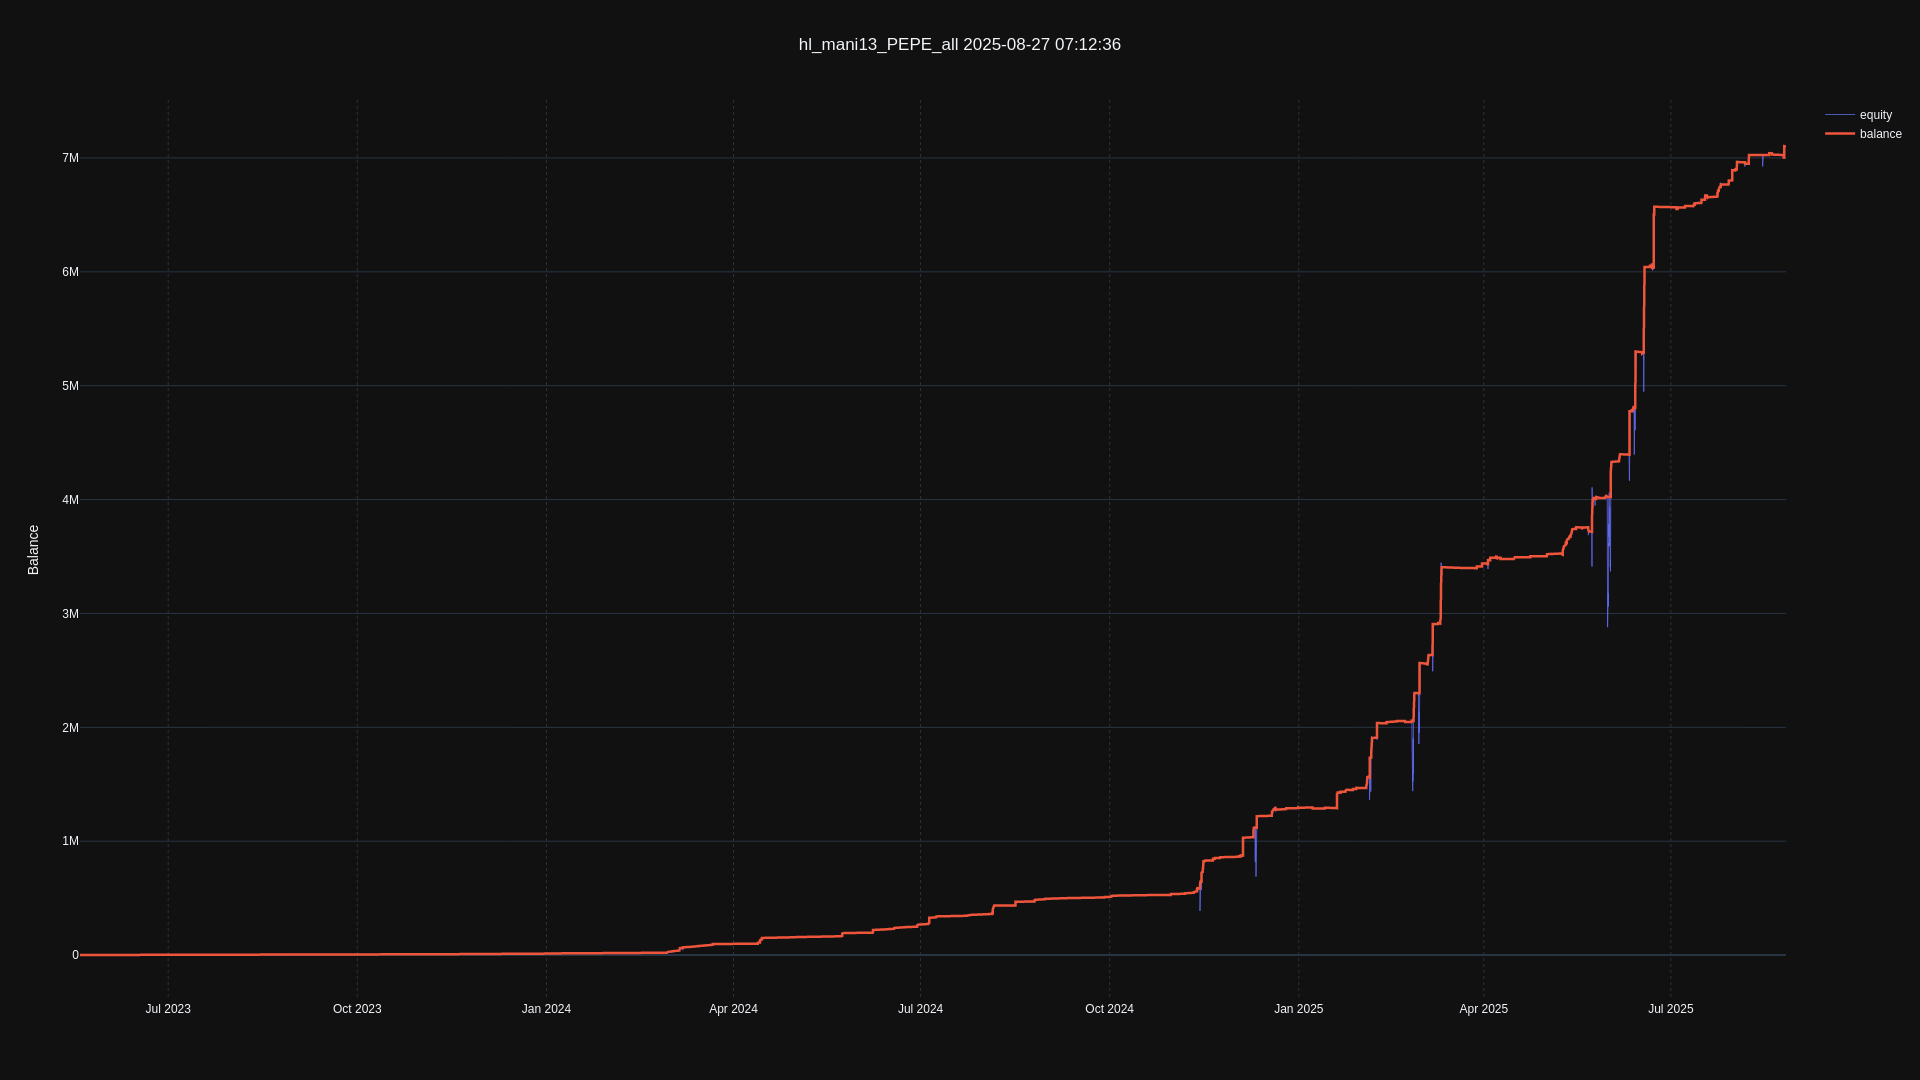 hl_mani13_PEPE_all 2025-08-27 07:12:36
equity
balance
7M
6M
5M
4M
3M
2M
1M
0
Balance
Jul 2023
Oct 2023
Jan 2024
Apr 2024
Jul 2024
Oct 2024
Jan 2025
Apr 2025
Jul 2025